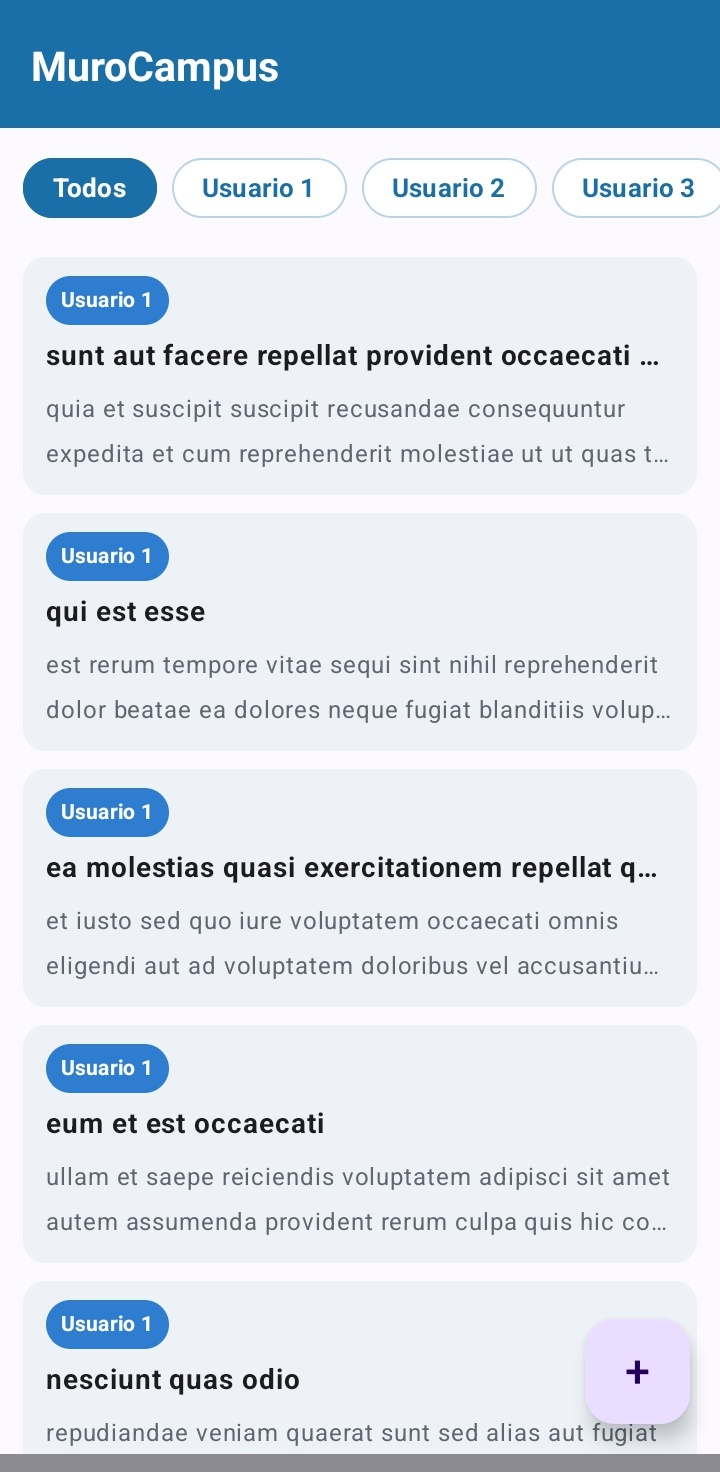 MuroCampus
Todos Usuario 1 Usuario 2 Usuario 3
Usuario 1
sunt aut facere repellat provident occaecati ...
quia et suscipit suscipit recusandae consequuntur
expedita et cum reprehenderit molestiae ut ut quas t...
Usuario 1
qui est esse
est rerum tempore vitae sequi sint nihil reprehenderit
dolor beatae ea dolores neque fugiat blanditiis volup...
Usuario 1
ea molestias quasi exercitationem repellat q...
et iusto sed quo iure voluptatem occaecati omnis
eligendi aut ad voluptatem doloribus vel accusantiu...
Usuario 1
eum et est occaecati
ullam et saepe reiciendis voluptatem adipisci sit amet
autem assumenda provident rerum culpa quis hic co...
Usuario 1
nesciunt quas odio
+
repudiandae veniam quaerat sunt sed alias aut fugiat